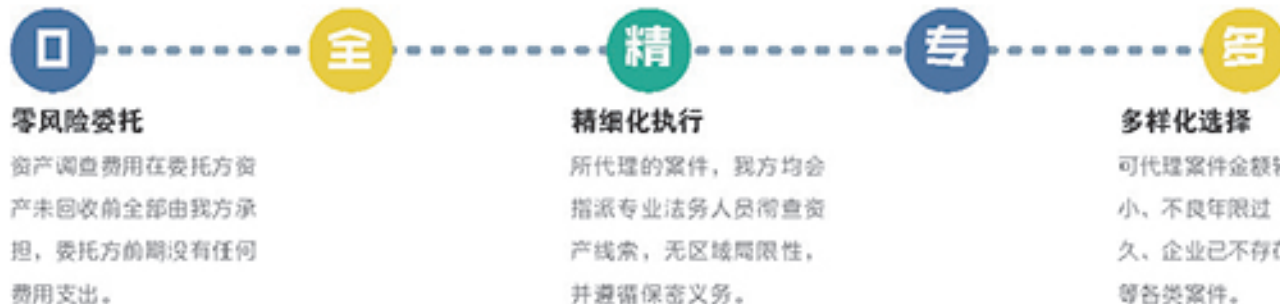 0
全
精
专
多
零风险委托
资产调查费用在委托方资
产未回收前全部由我方承
担，委托方前期没有任何
费用支出。
精细化执行
所代理的案件，我方均会
指派专业法务人员彻查资
产线索，无区域局限性，
并遵循保密义务。
多样化选择
可代理案件金额
小、不良年限过
久、企业已不存在
等各类案件。